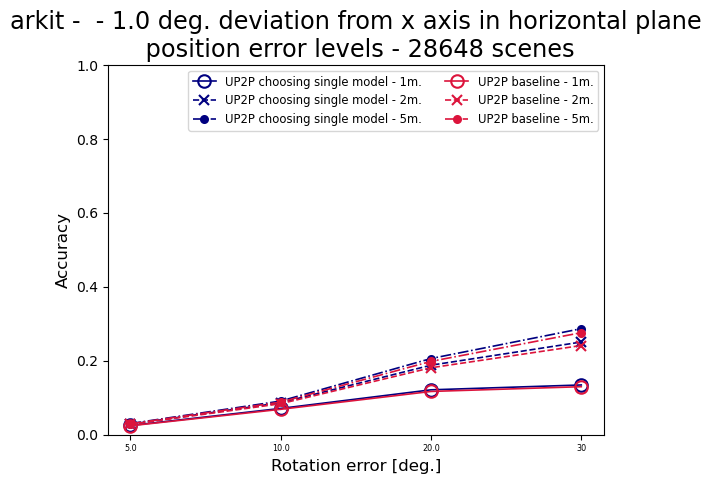 arkit -  - 1.0 deg. deviation from x axis in horizontal plane
position error levels - 28648 scenes
1.0
0.8
0.6
0.4
0.2
0.0
Accuracy
UP2P choosing single model - 1m.
UP2P choosing single model - 2m.
UP2P choosing single model - 5m.
UP2P baseline - 1m.
UP2P baseline - 2m.
UP2P baseline - 5m.
5.0
10.0
20.0
30
Rotation error [deg.]